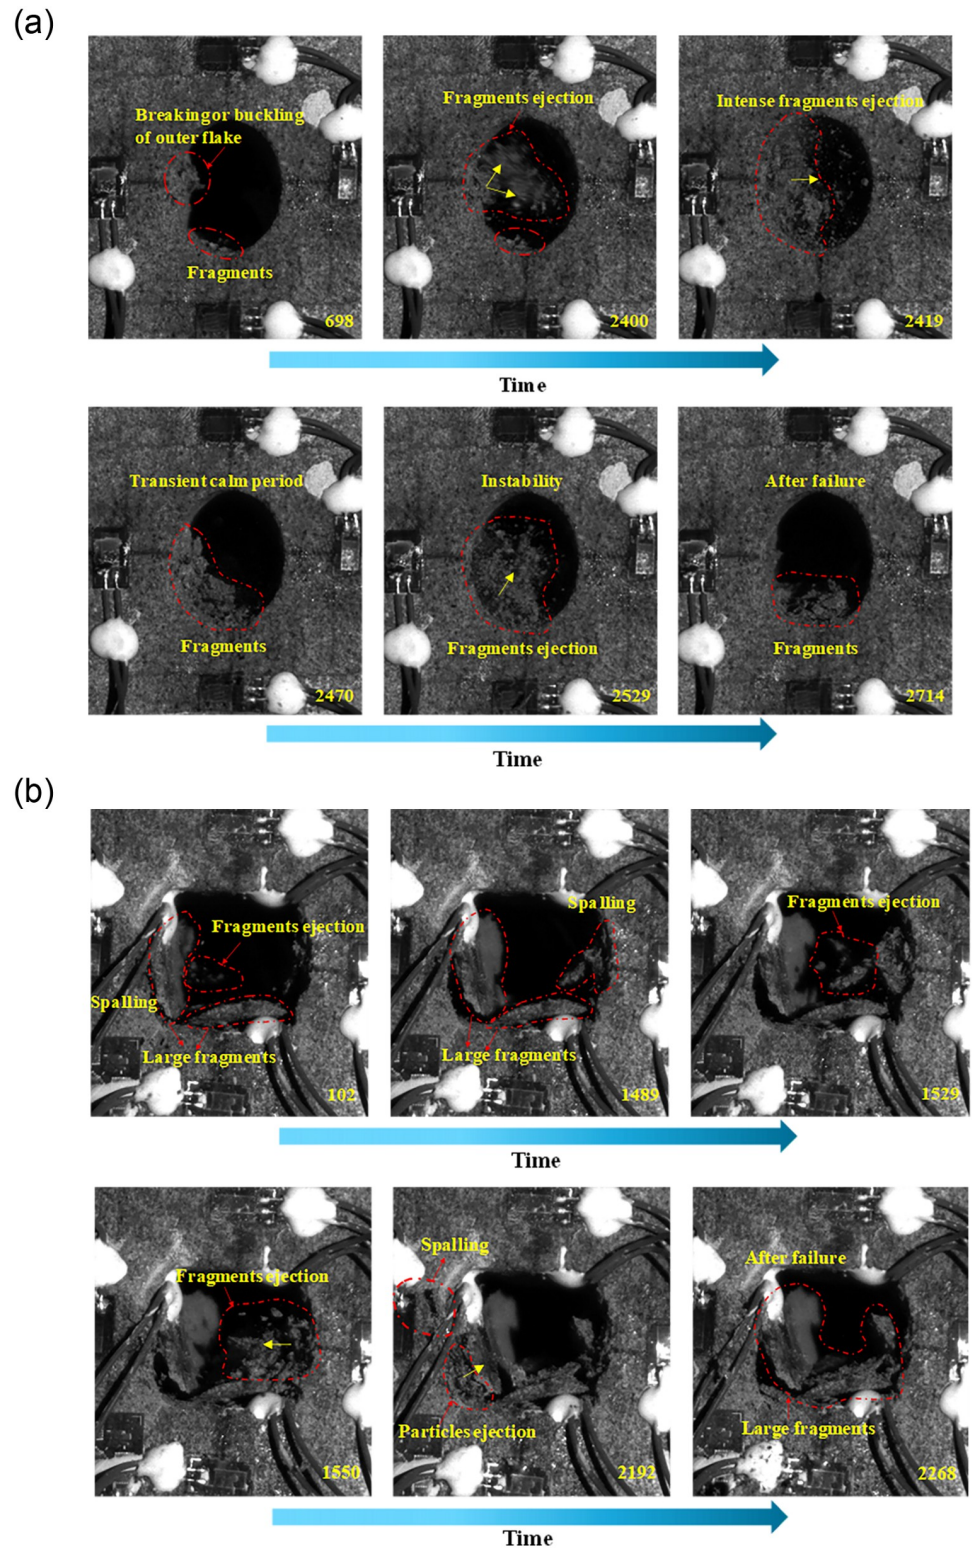 (a)
Breakingor buckling
of outer flake
Fragments
698
Fragments ejection
2400
Intense fragments ejection
2419
Time
Transient calm period
Fragments
2470
Instability
Fragments ejection
2529
After failure
Fragments
2714
Time
(b)
Fragments ejection
Spalling
Large fragments
102
Spalling
Large fragments
1489
Fragments ejection
1529
Time
Fragments ejection
1550
Spalling
Particles ejection
2192
After failure
Large fragments
2268
Time